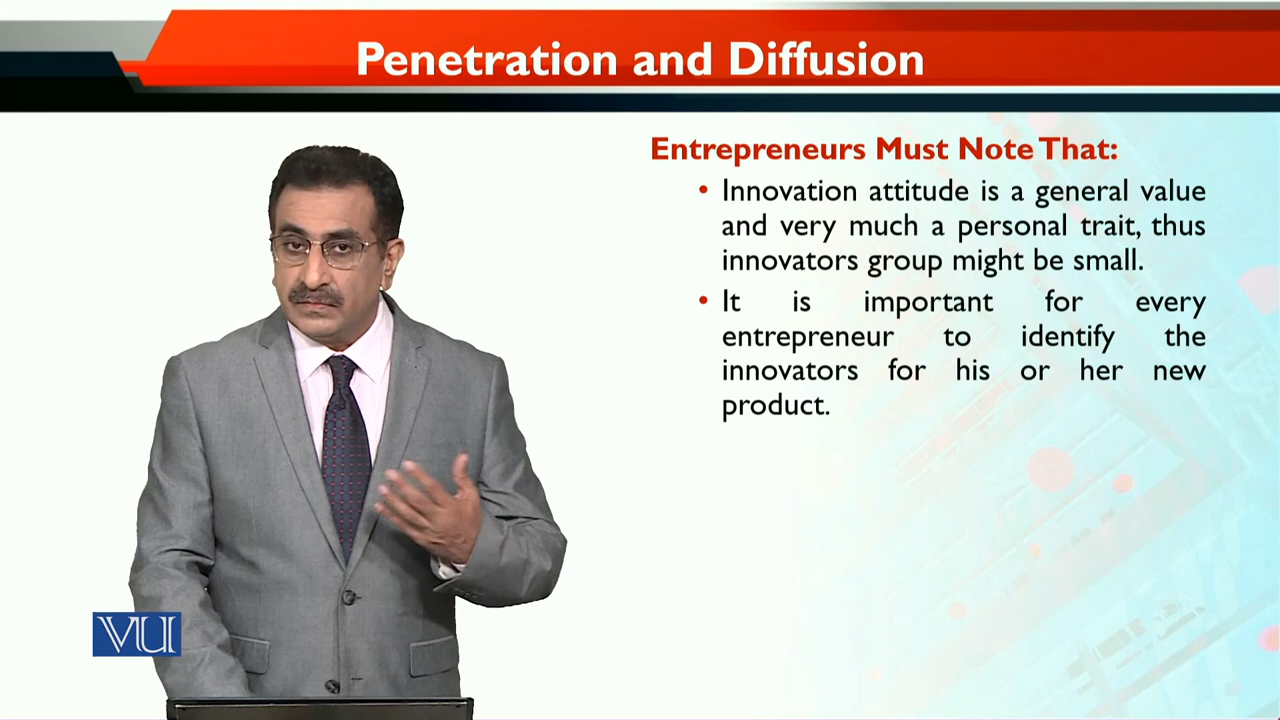 Penetration and Diffusion
Entrepreneurs Must Note That:
• Innovation attitude is a general value
and very much a personal trait, thus
innovators group might be small.
• It is important for every
entrepreneur to identify the
innovators for his or her new
product.
VU